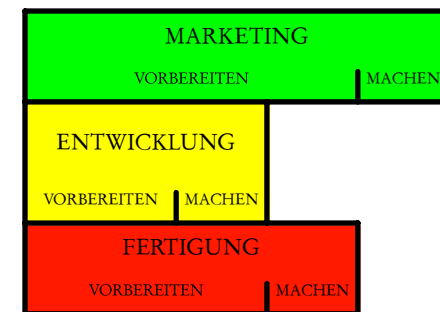 MARKETING
VORBEREITEN MACHEN
ENTWICKLUNG
VORBEREITEN MACHEN
FERTIGUNG
VORBEREITEN MACHEN